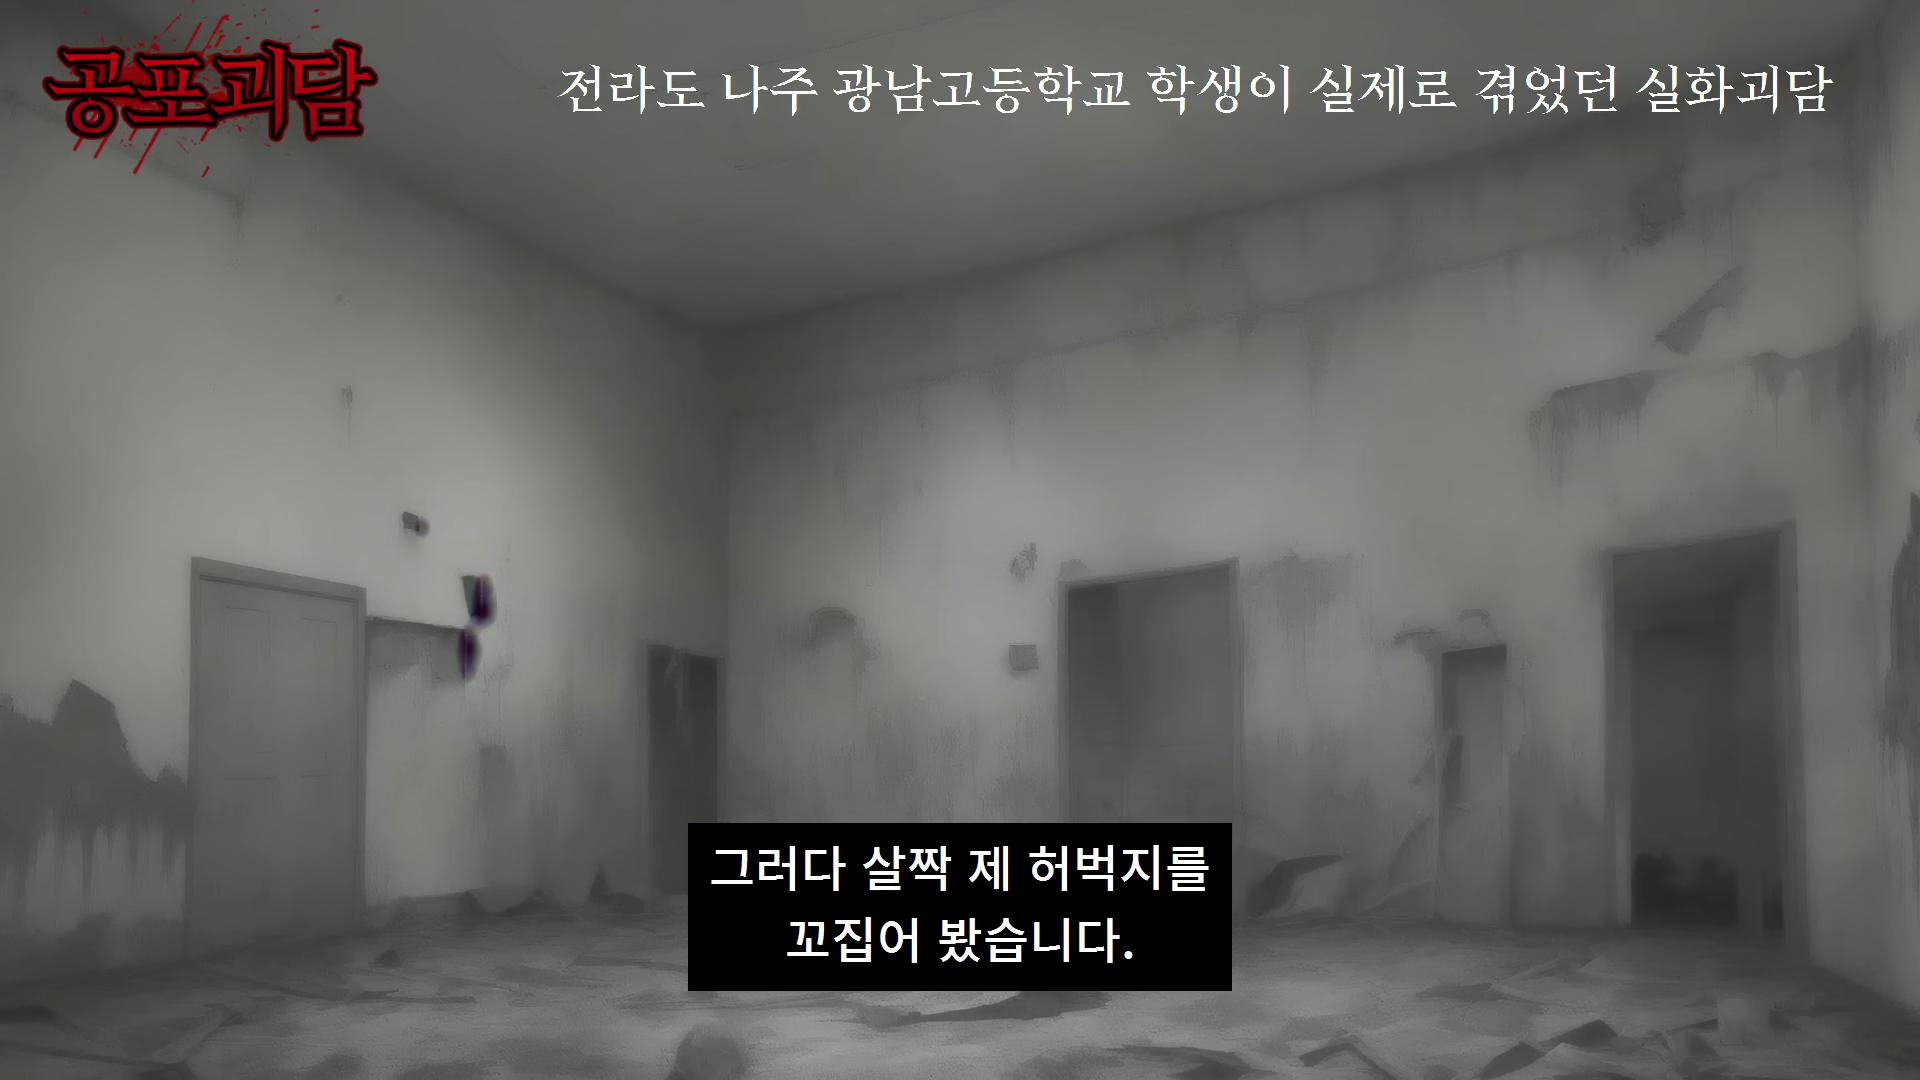 공포괴담
전라도 나주 광남고등학교 학생이 실제로 겪었던 실화괴담
그러다 살짝 제 허벅지를
꼬집어 봤습니다.